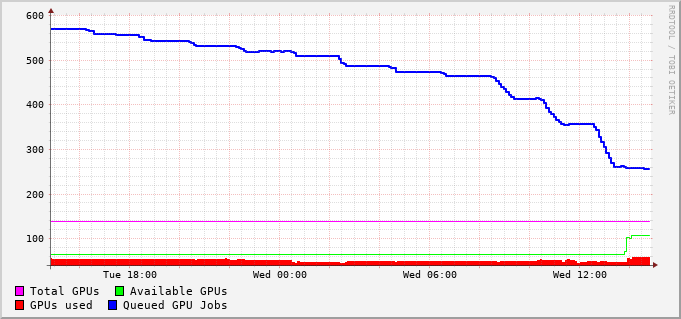 600
500
400
300
200
100
Tue 18:00 Wed 00:00 Wed 06:00 Wed 12:00
Total GPUs Available GPUs
GPUs used Queued GPU Jobs
RRDTOOL / TOBI OETIKER